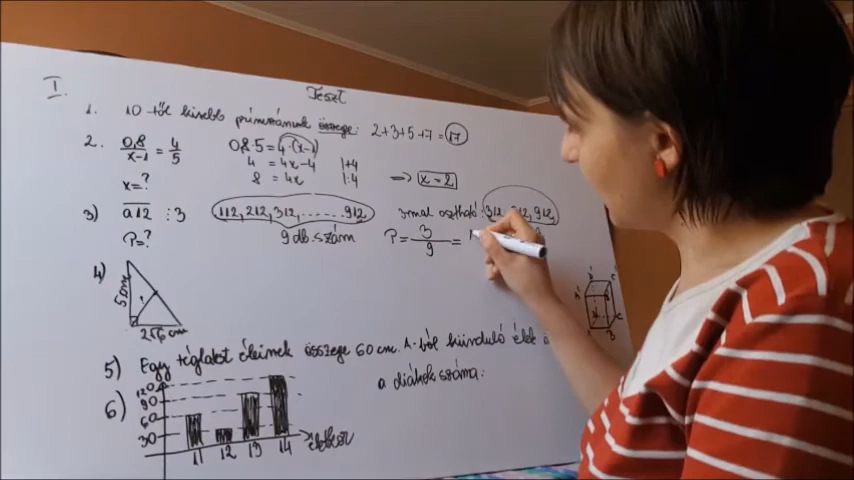 Teszt
I.
1. 10-től kisebb prímszámok összege: 2+3+5+7=17
2. 0,8/x-1 = 4/5 0,8·5=4·(x-1)
4 = 4x-4 |+4
x=? 8 = 4x |:4 => x=2
3) a12 :3 112, 212, 312, ......912 3-mal osztható: 312, 912,
P=? 9 db. szám P= 3/9 =
4)
5 cm
?
2√6 cm
5) Egy téglatest éleinek összege 60 cm. A-ból kiinduló élek
6) a diákok száma:
120
90
60
30
11 12 13 14 életkor